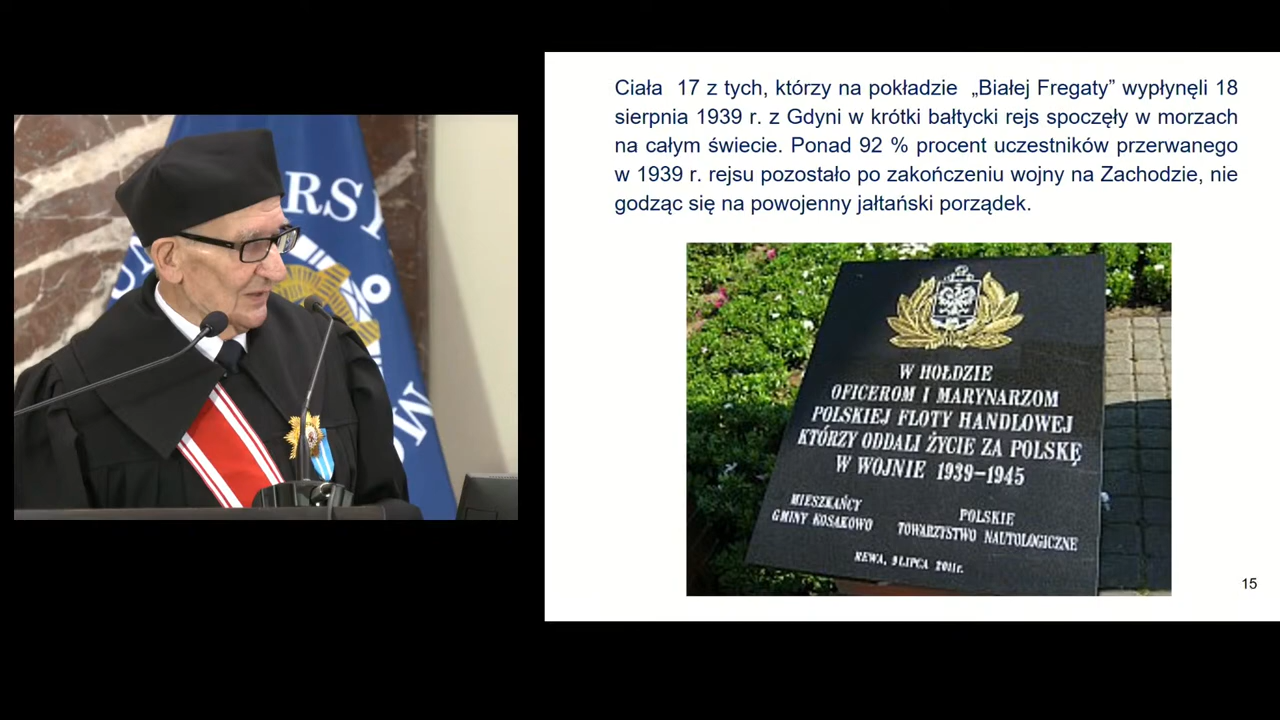 RSY
UN
MO
Ciała 17 z tych, którzy na pokładzie „Białej Fregaty” wypłynęli 18
sierpnia 1939 r. z Gdyni w krótki bałtycki rejs spoczęły w morzach
na całym świecie. Ponad 92 % procent uczestników przerwanego
w 1939 r. rejsu pozostało po zakończeniu wojny na Zachodzie, nie
godząc się na powojenny jałtański porządek.
W HOŁDZIE
OFICEROM I MARYNARZOM
POLSKIEJ FLOTY HANDLOWEJ
KTÓRZY ODDALI ŻYCIE ZA POLSKĘ
W WOJNIE 1939–1945
MIESZKAŃCY
GMINY KOSAKOWO
POLSKIE
TOWARZYSTWO NAUTOLOGICZNE
REWA, 9 LIPCA 2011r.
15